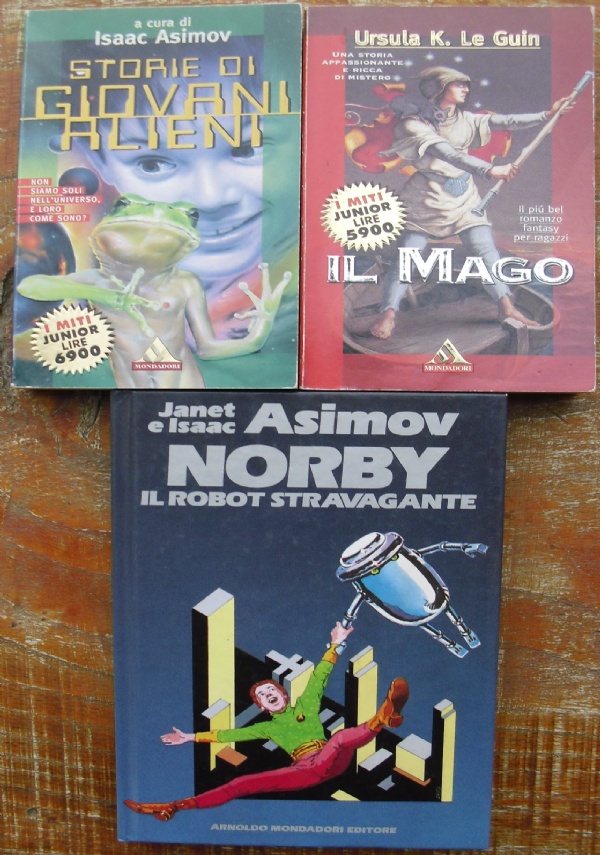 a cura di
Isaac Asimov
STORIE DI
GIOVANI
ALIENI
NON
SIAMO SOLI
NELL'UNIVERSO,
E LORO
COME SONO?
I MITI
JUNIOR
LIRE
6900
MONDADORI
Ursula K. Le Guin
UNA STORIA
APPASSIONANTE
E RICCA
DI MISTERO
I MITI
JUNIOR
LIRE
5900
Il più bel
romanzo
fantasy
per ragazzi
IL MAGO
MONDADORI
Janet
e Isaac Asimov
NORBY
IL ROBOT STRAVAGANTE
ARNOLDO MONDADORI EDITORE